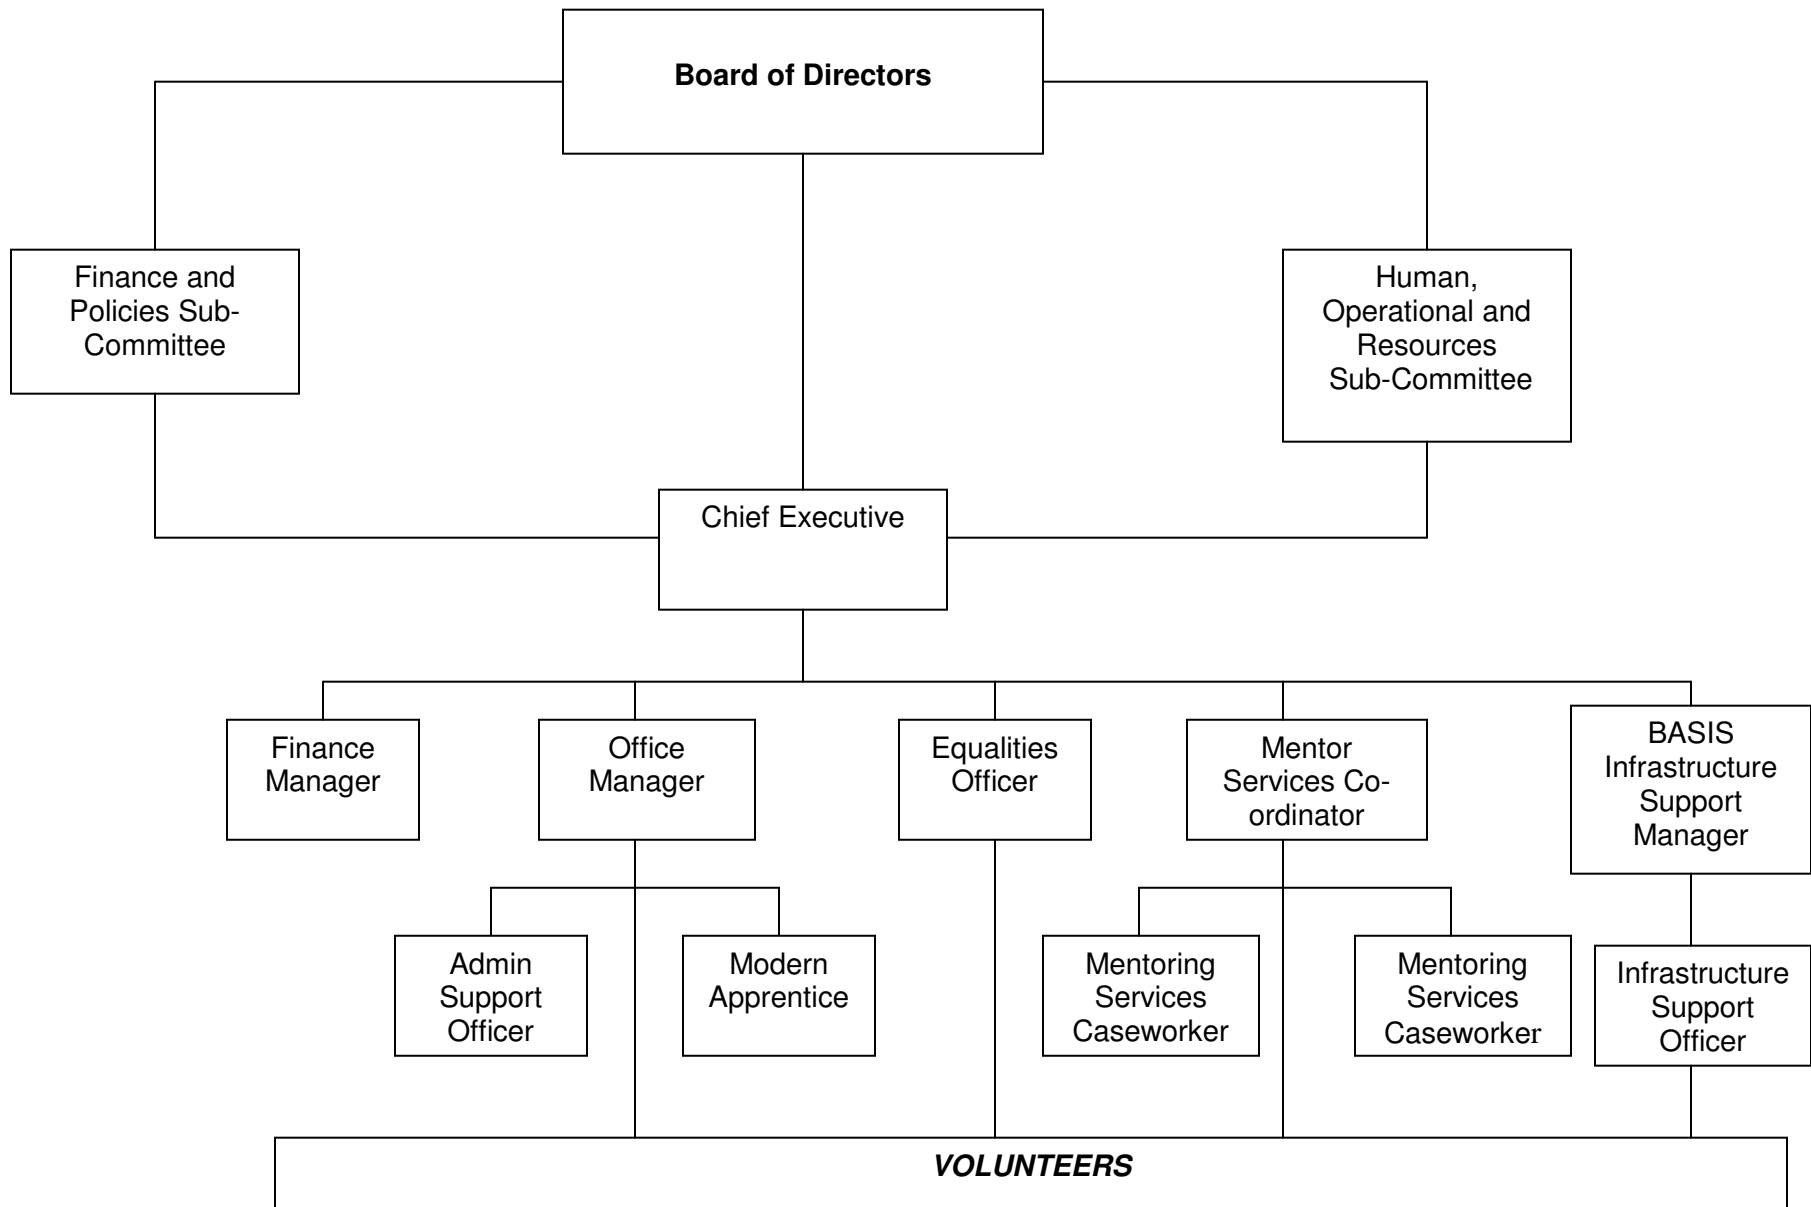 Board of Directors
Finance and
Policies Sub-
Committee
Human,
Operational and
Resources
Sub-Committee
Chief Executive
Finance
Manager
Office
Manager
Equalities
Officer
Mentor
Services Co-
ordinator
BASIS
Infrastructure
Support
Manager
Admin
Support
Officer
Modern
Apprentice
Mentoring
Services
Caseworker
Mentoring
Services
Caseworker
Infrastructure
Support
Officer
VOLUNTEERS